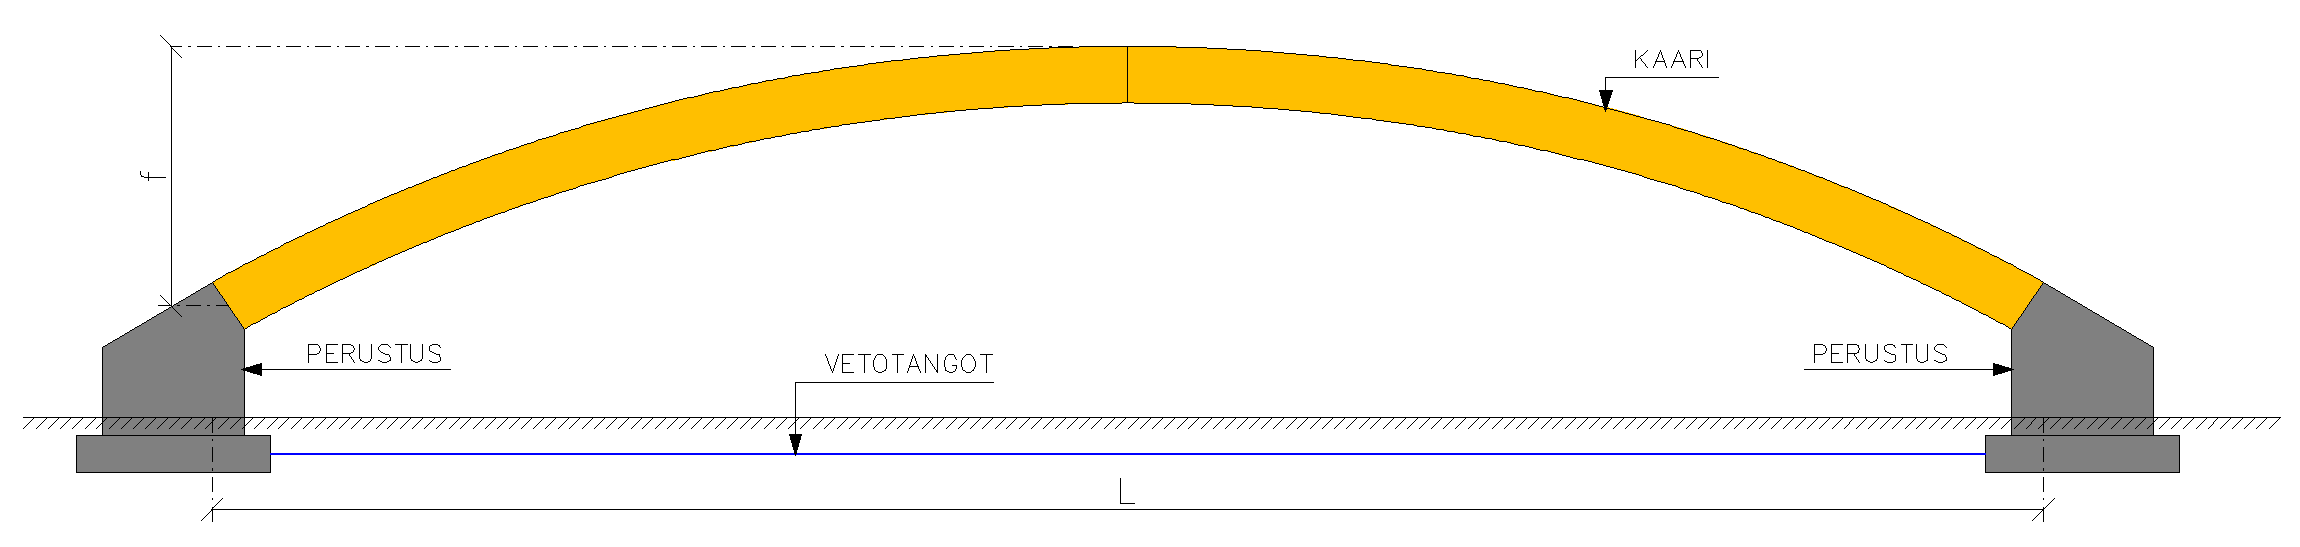 KAARI
f
PERUSTUS
VETOTANGOT
PERUSTUS
L